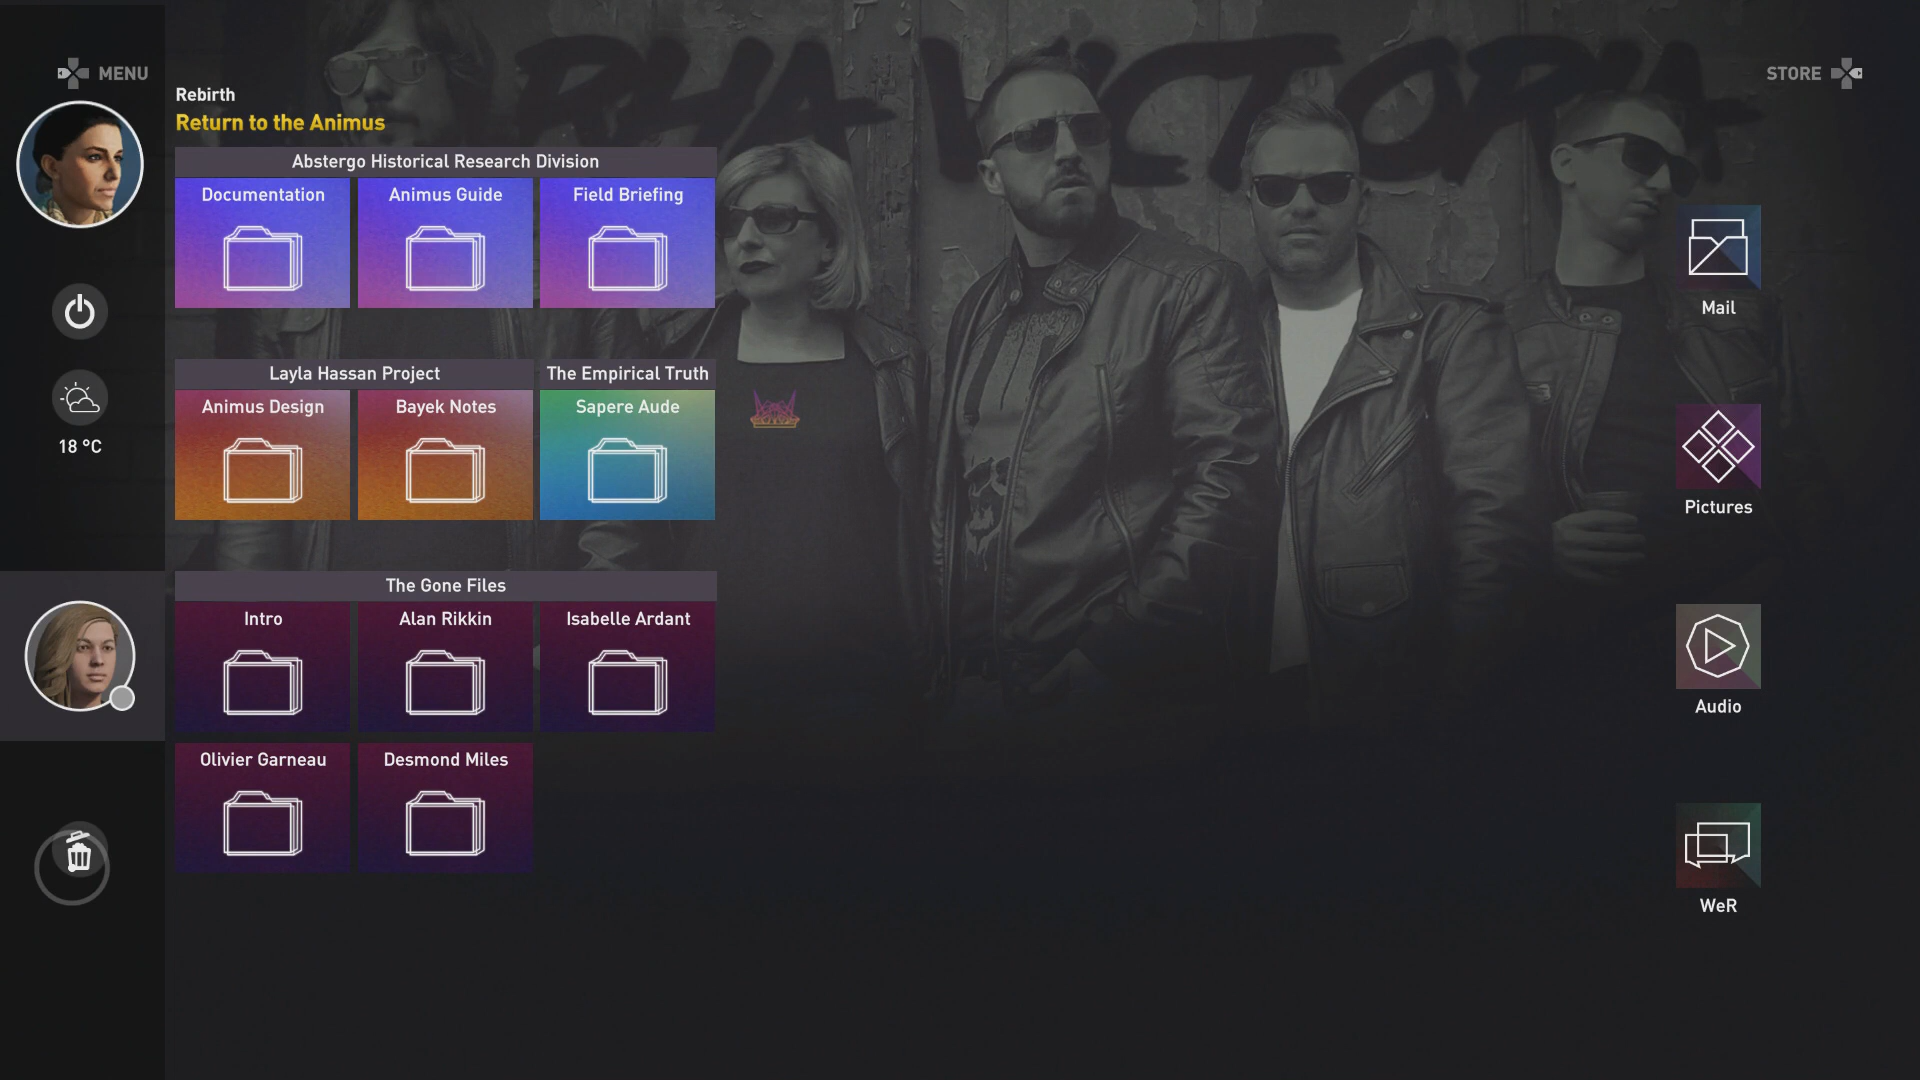 MENU
STORE
Rebirth
Return to the Animus
Abstergo Historical Research Division
Documentation
Animus Guide
Field Briefing
Layla Hassan Project
The Empirical Truth
Animus Design
Bayek Notes
Sapere Aude
18 °C
The Gone Files
Intro
Alan Rikkin
Isabelle Ardant
Olivier Garneau
Desmond Miles
Mail
Pictures
Audio
WeR